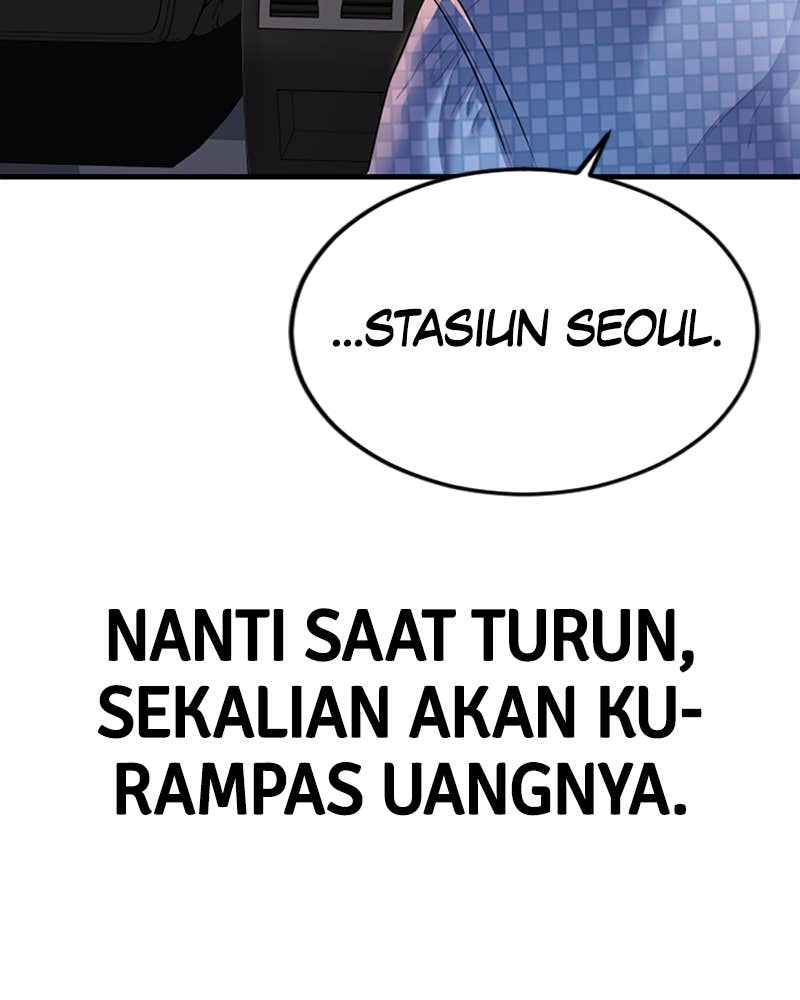 ...STASIUN SEOUL.
NANTI SAAT TURUN,
SEKALIAN AKAN KU-
RAMPAS UANGNYA.